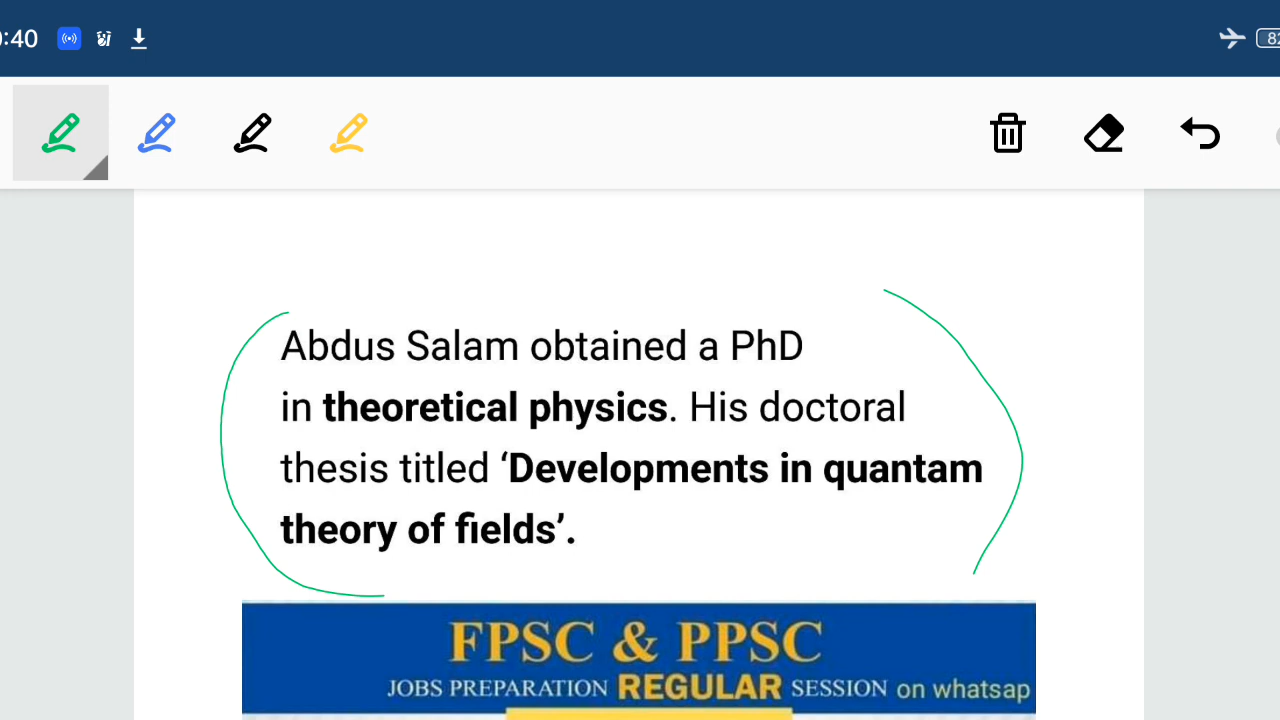 :40
82
Abdus Salam obtained a PhD
in theoretical physics. His doctoral
thesis titled ‘Developments in quantam
theory of fields’.
FPSC & PPSC
JOBS PREPARATION REGULAR SESSION on whatsap